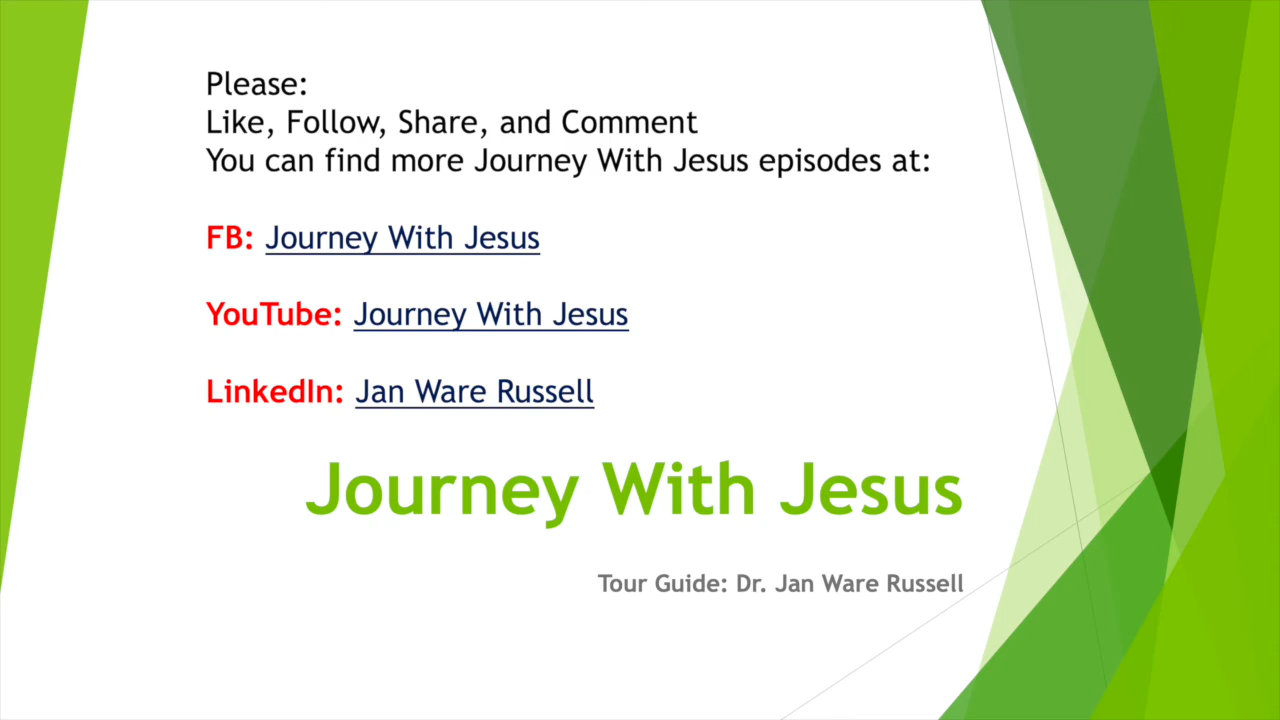 Please:
Like, Follow, Share, and Comment
You can find more Journey With Jesus episodes at:
FB: Journey With Jesus
YouTube: Journey With Jesus
LinkedIn: Jan Ware Russell
Journey With Jesus
Tour Guide: Dr. Jan Ware Russell